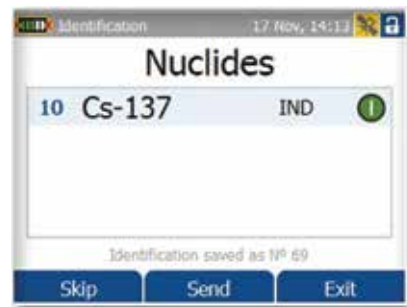 Identification 17 Nov, 14:13
Nuclides
10 Cs-137 IND I
Identification saved as Nº 69
Skip Send Exit